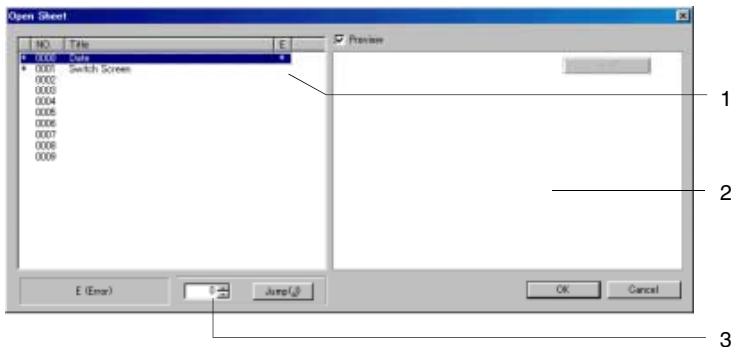 Open Sheet
NO. Title E
* 0000 Date *
* 0001 Switch Screen
0002
0003
0004
0005
0006
0007
0008
0009
Preview
1
2
E (Error)
0
Jump(J)
OK
Cancel
3